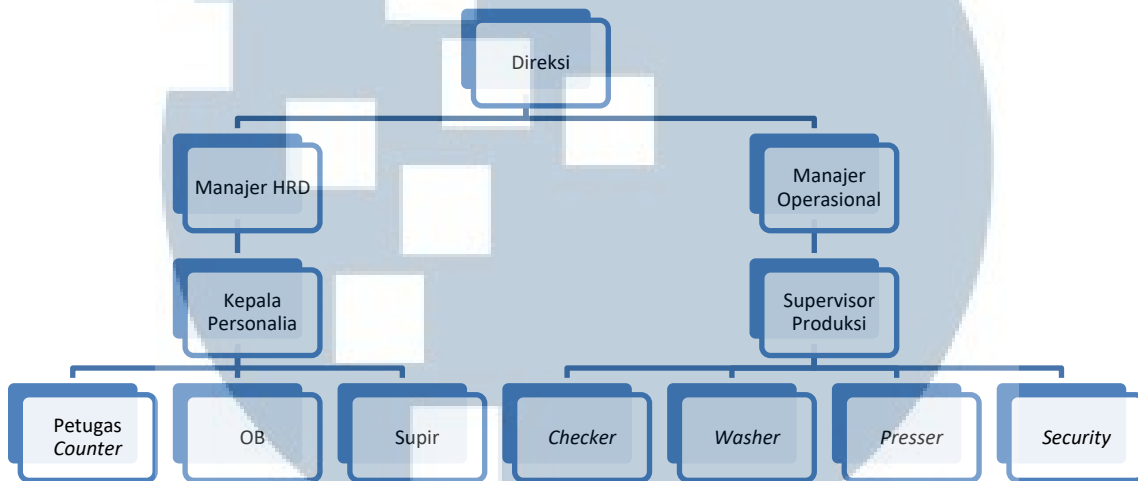 Direksi
Manajer HRD
Manajer
Operasional
Kepala
Personalia
Supervisor
Produksi
Petugas
Counter
OB
Supir
Checker
Washer
Presser
Security